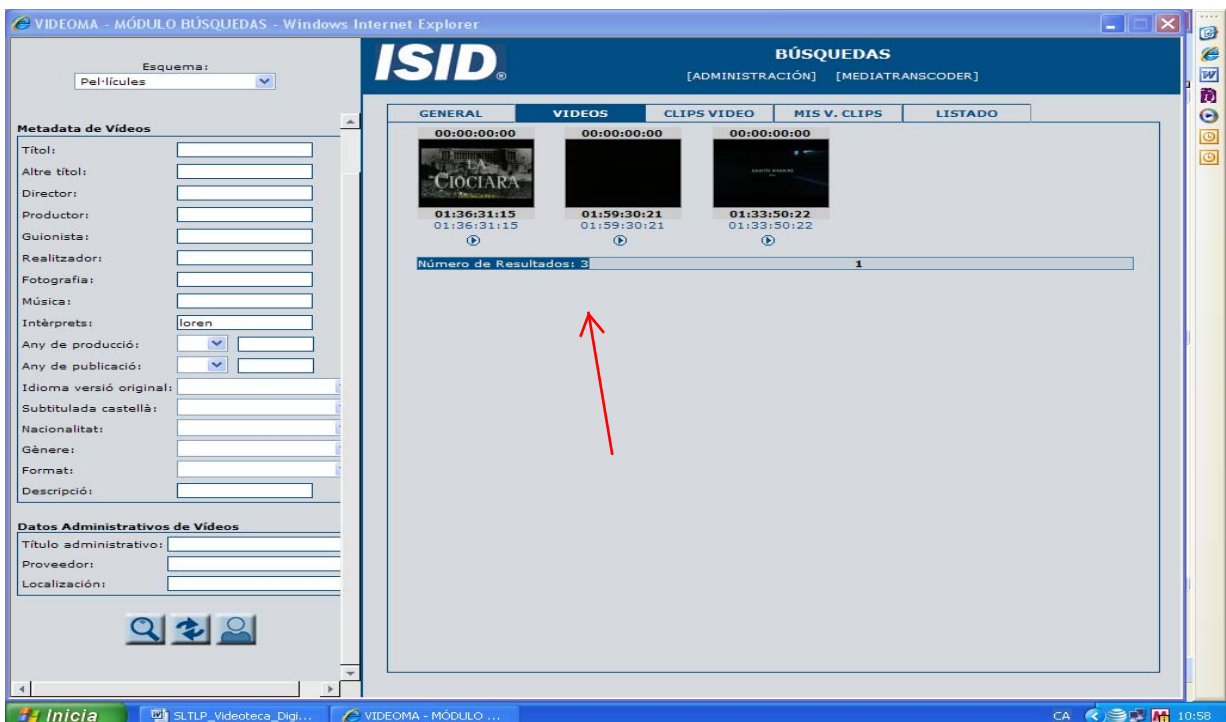 VIDEOMA - MÓDULO BÚSQUEDAS - Windows Internet Explorer
Esquema:
Pel·lícules
ISID®
BÚSQUEDAS
[ADMINISTRACIÓN] [MEDIATRANSCODER]
GENERAL VIDEOS CLIPS VIDEO MIS V. CLIPS LISTADO
Metadata de Vídeos
Títol:
Altre títol:
Director:
Productor:
Guionista:
Realitzador:
Fotografia:
Música:
Intèrprets: loren
Any de producció:
Any de publicació:
Idioma versió original:
Subtitulada castellà:
Nacionalitat:
Gènere:
Format:
Descripció:
Datos Administrativos de Vídeos
Título administrativo:
Proveedor:
Localización:
00:00:00:00 00:00:00:00 00:00:00:00
LA
CIOCIARA
01:36:31:15 01:59:30:21 01:33:50:22
01:36:31:15 01:59:30:21 01:33:50:22
Número de Resultados: 3 1
Inicia SLTLP_Videoteca_Digi... VIDEOMA - MÓDULO ... CA 10:58